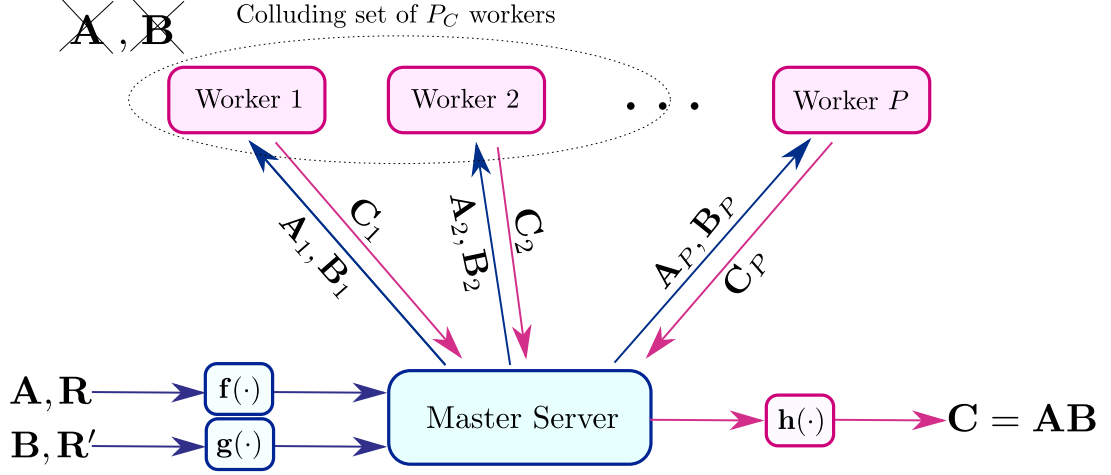 Colluding set of P_C workers
A , B
Worker 1
Worker 2
. . .
Worker P
A_1, B_1
C_1
A_2, B_2
C_2
A_P, B_P
C_P
A, R
f(·)
B, R′
g(·)
Master Server
h(·)
C = AB